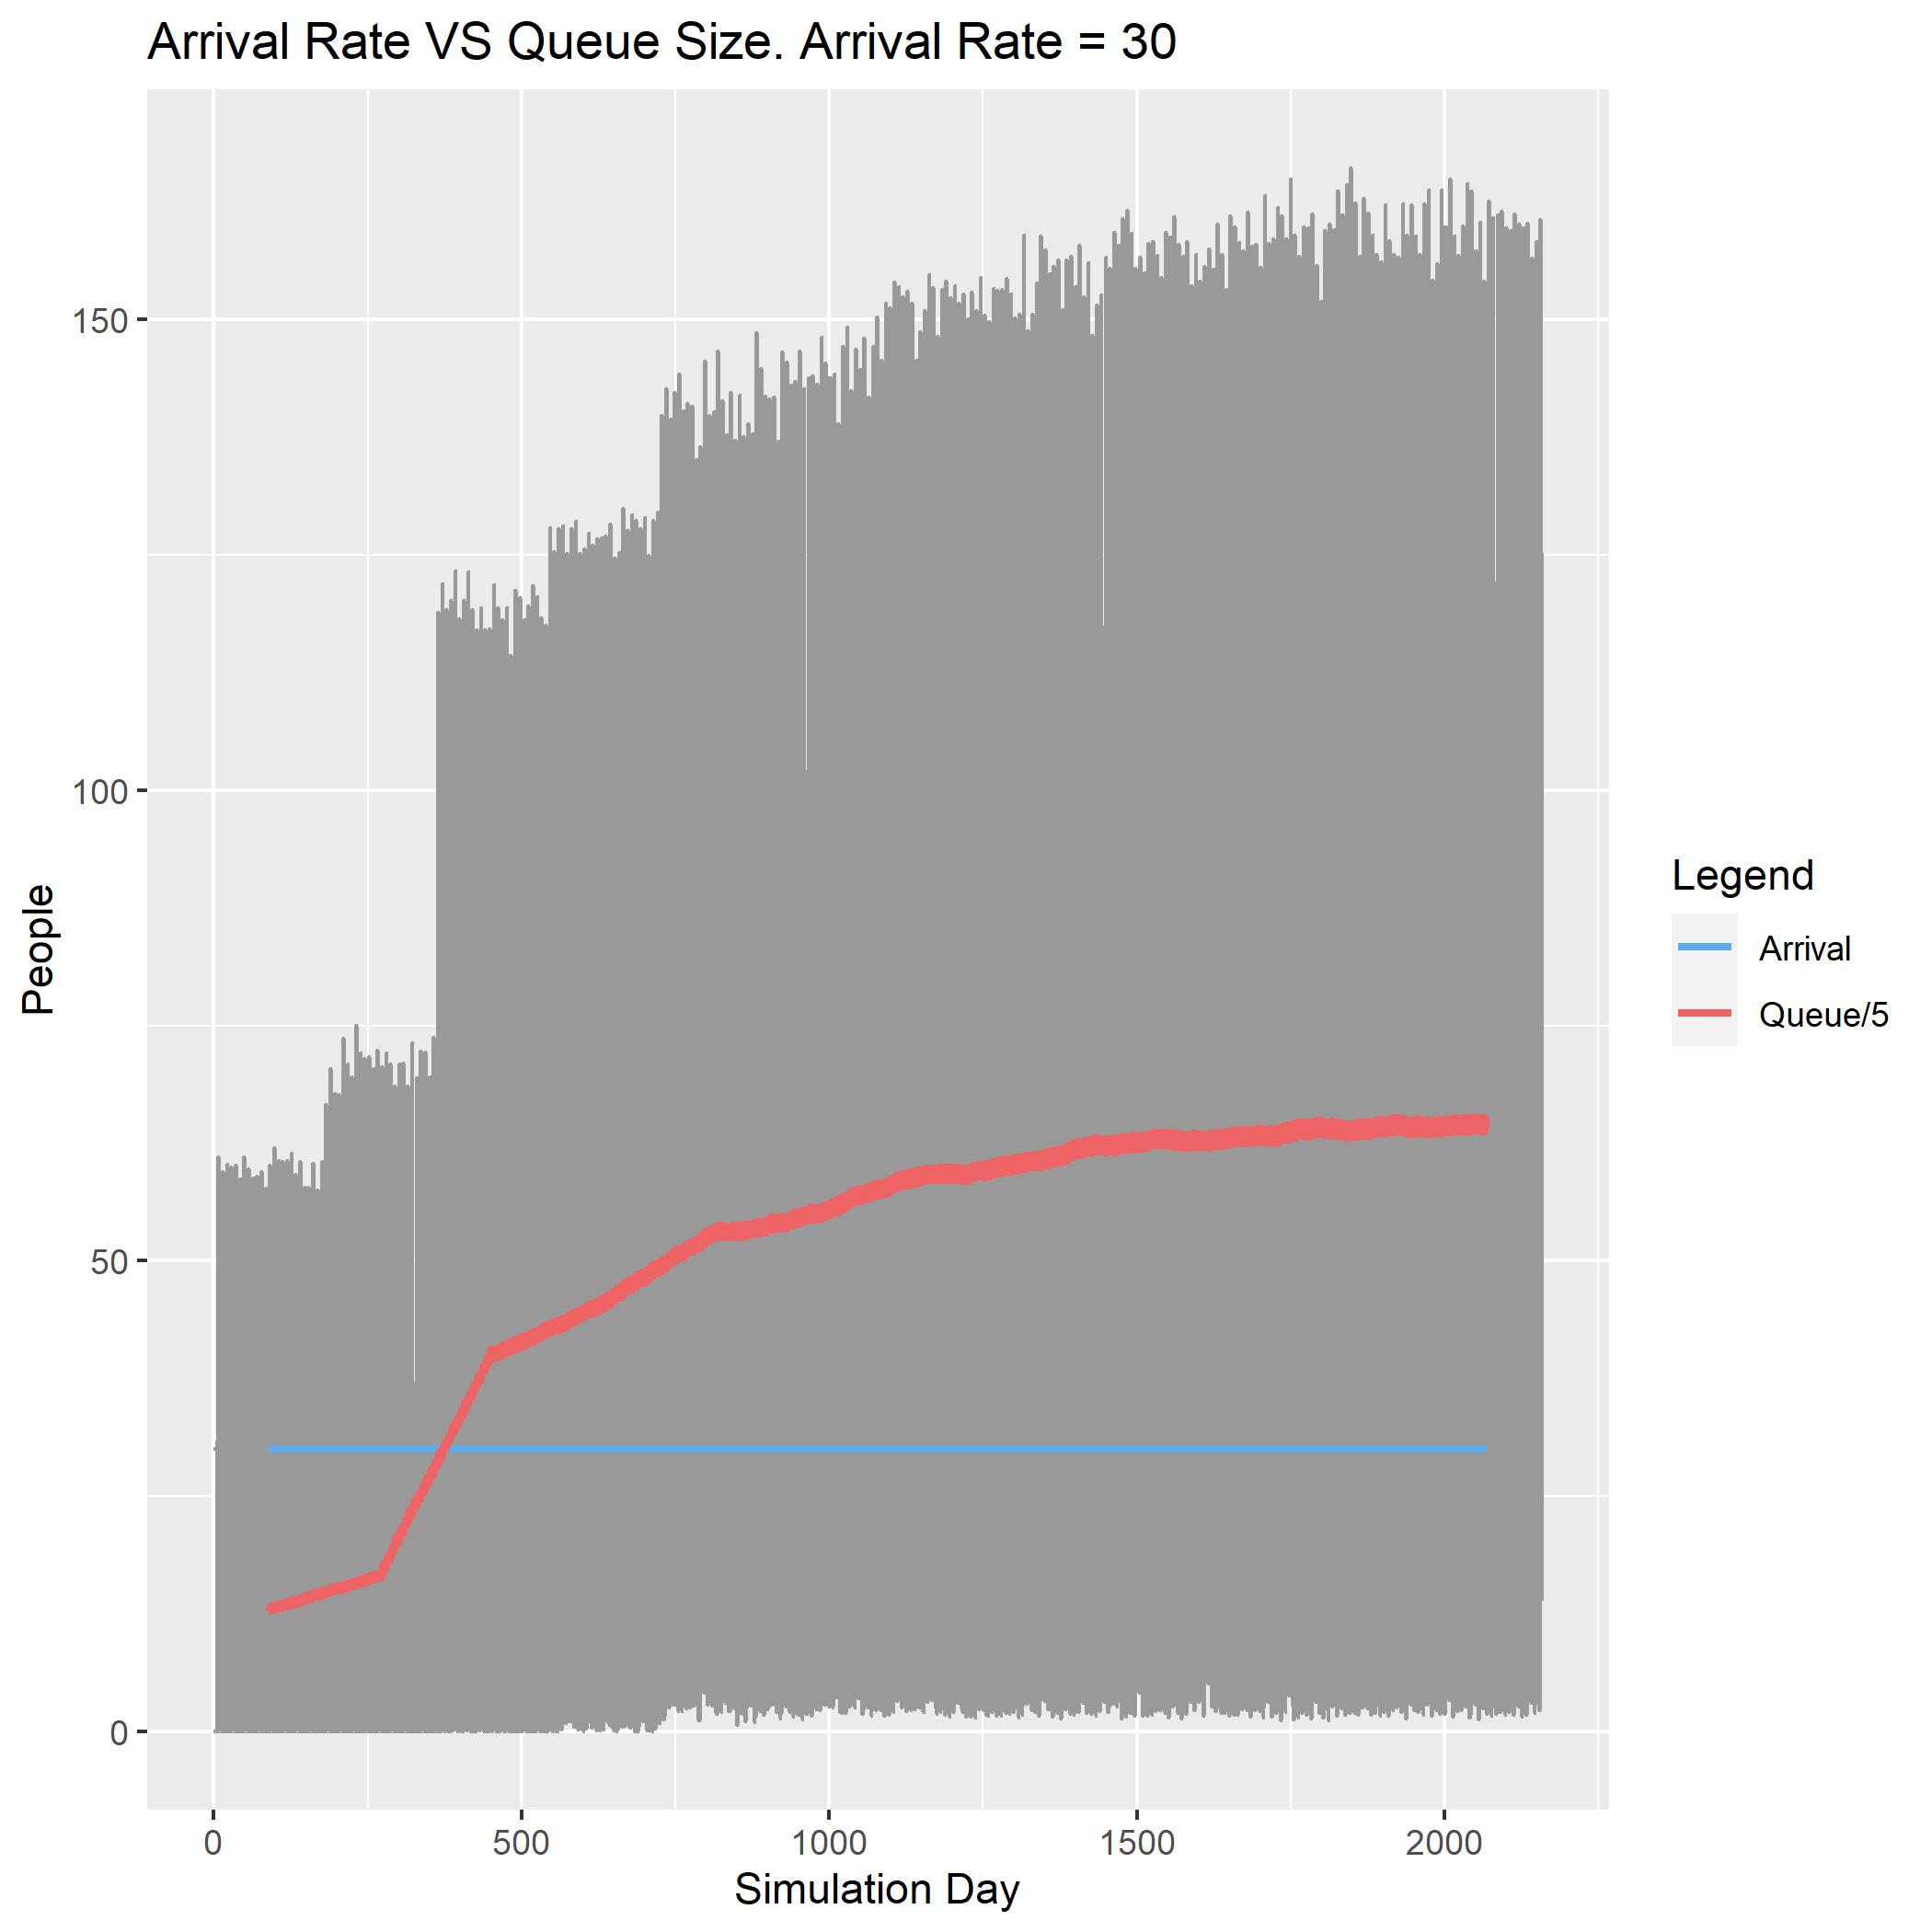 Arrival Rate VS Queue Size. Arrival Rate = 30
People
150
100
50
0
0 500 1000 1500 2000
Simulation Day
Legend
Arrival
Queue/5